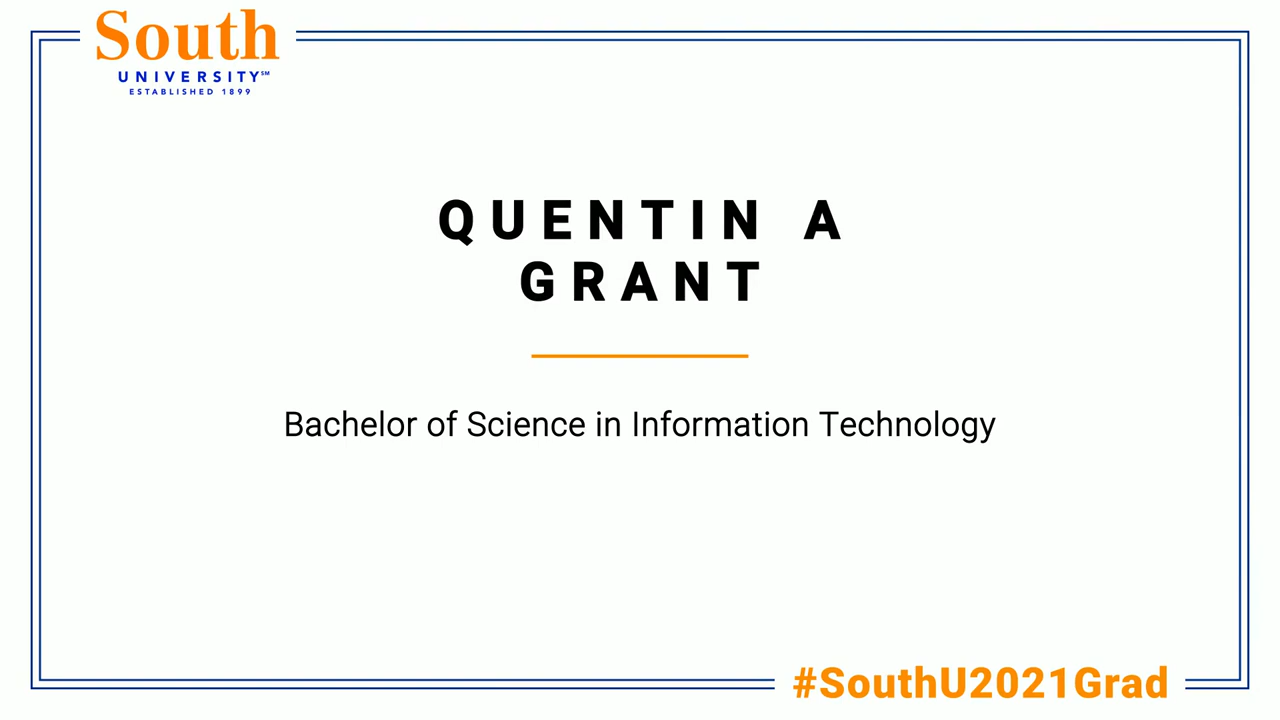 South
UNIVERSITY℠
ESTABLISHED 1899
QUENTIN A
GRANT
Bachelor of Science in Information Technology
#SouthU2021Grad